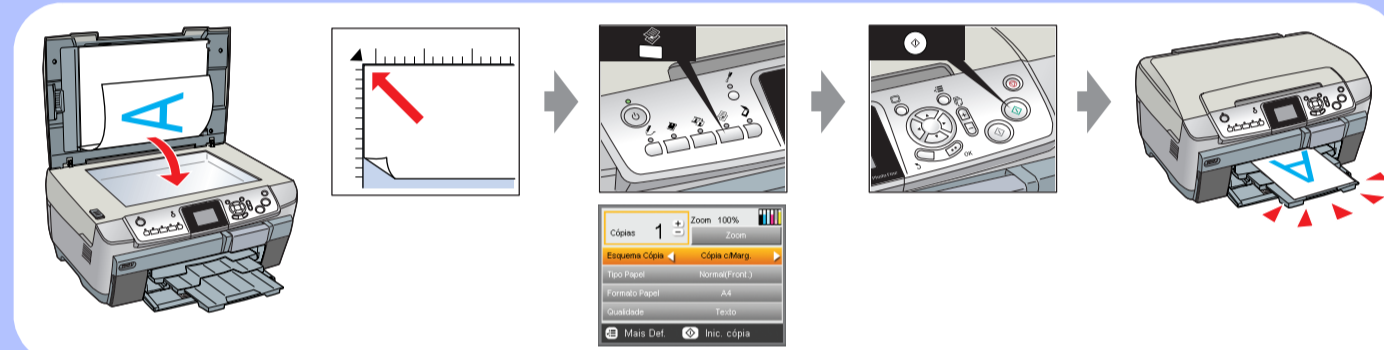 A
Cópias 1 + −
Zoom 100%
Zoom
Esquema Cópia Cópia c/Marg.
Tipo Papel Normal(Front.)
Formato Papel A4
Qualidade Texto
Mais Def. Inic. cópia
OK
A